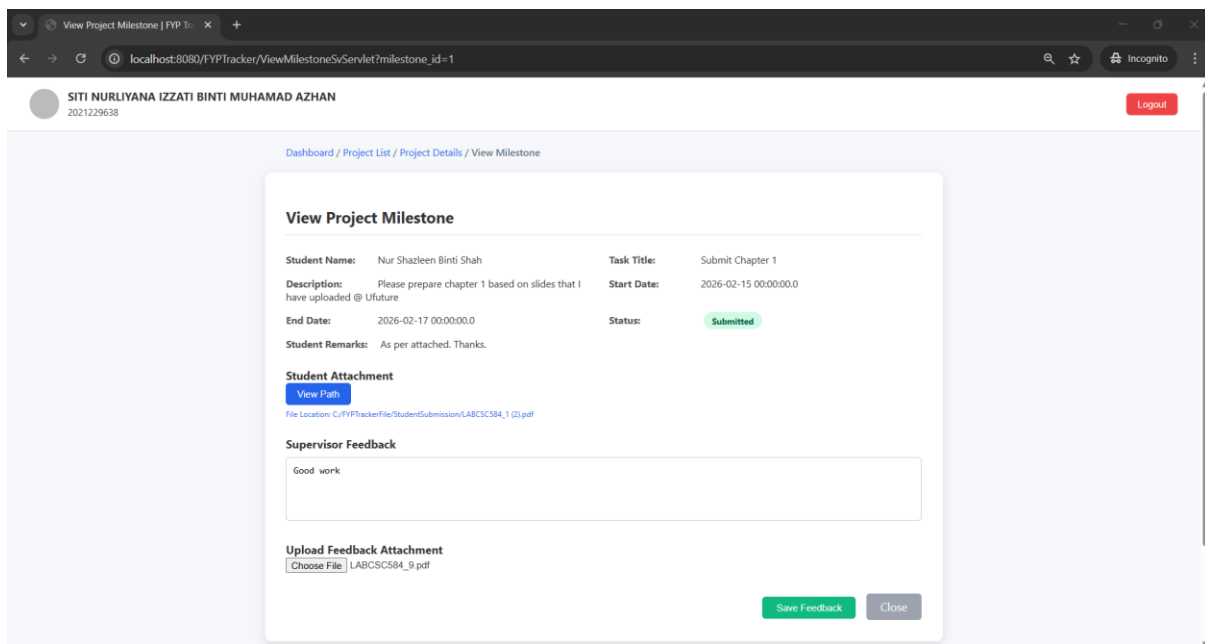 View Project Milestone | FYP Tr
localhost:8080/FYPTracker/ViewMilestoneSvServlet?milestone_id=1
Incognito
SITI NURLIYANA IZZATI BINTI MUHAMAD AZHAN
2021229638
Logout
Dashboard / Project List / Project Details / View Milestone
View Project Milestone
Student Name: Nur Shazleen Binti Shah Task Title: Submit Chapter 1
Description: Please prepare chapter 1 based on slides that I Start Date: 2026-02-15 00:00:00.0
have uploaded @ Ufuture
End Date: 2026-02-17 00:00:00.0 Status: Submitted
Student Remarks: As per attached. Thanks.
Student Attachment
View Path
File Location: C:/FYPTrackerFile/StudentSubmission/LABCSC584_1 (2).pdf
Supervisor Feedback
Good work
Upload Feedback Attachment
Choose File LABCSC584_9.pdf
Save Feedback Close